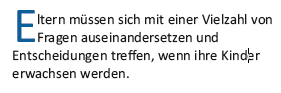 Eltern müssen sich mit einer Vielzahl von
Fragen auseinandersetzen und
Entscheidungen treffen, wenn ihre Kinder
erwachsen werden.